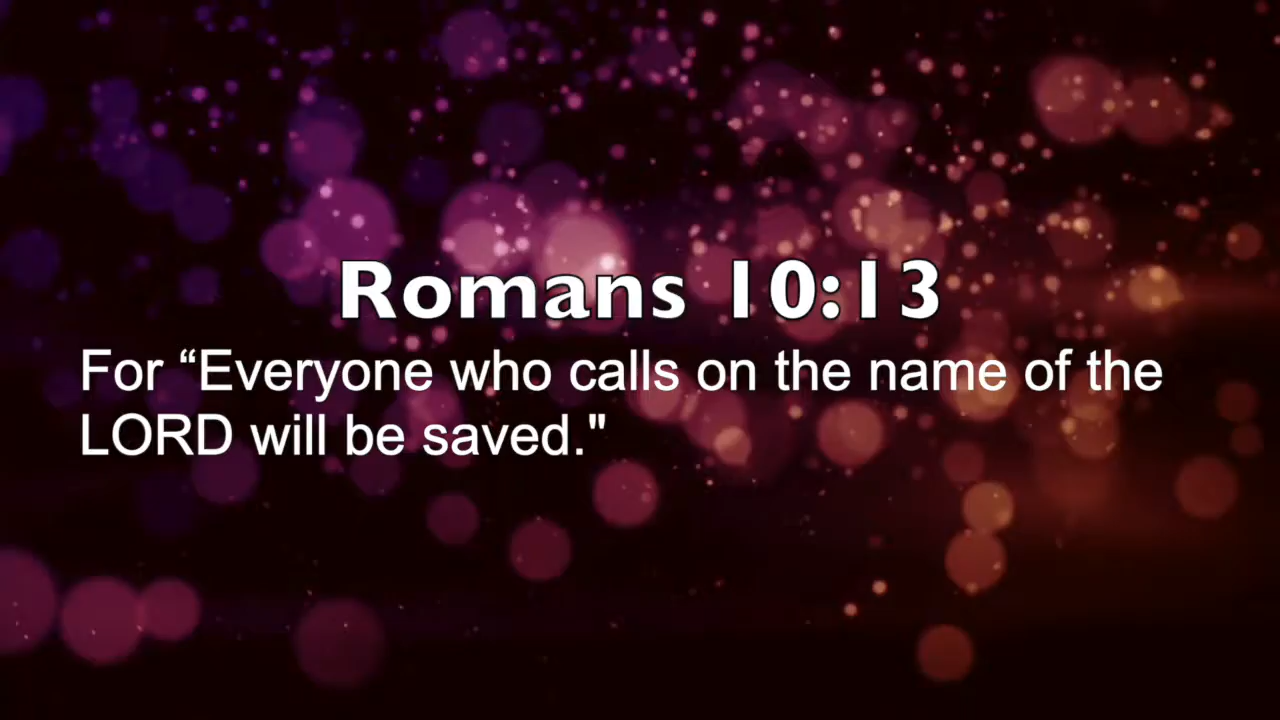 Romans 10:13
For “Everyone who calls on the name of the
LORD will be saved."